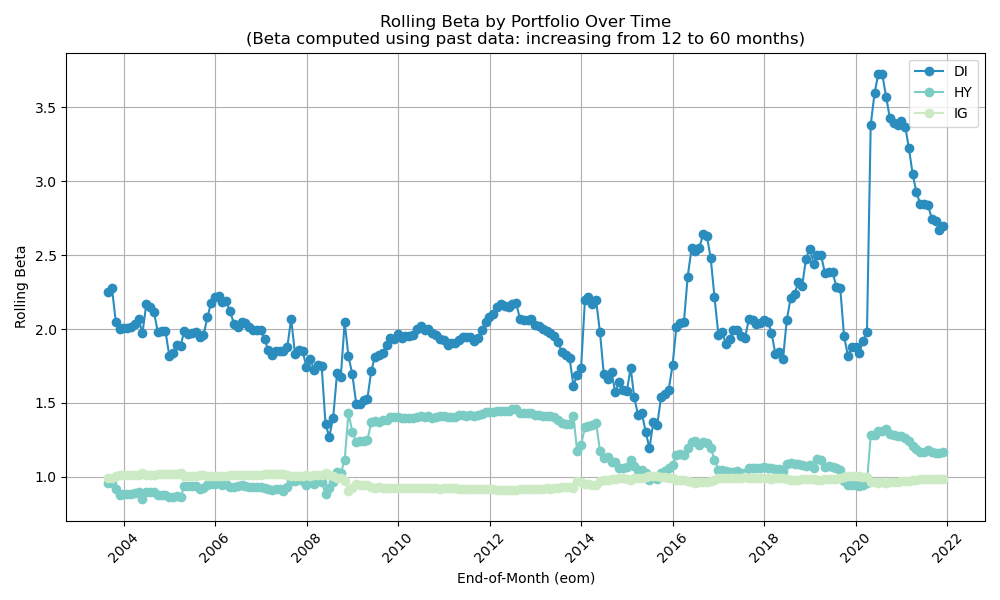 Rolling Beta by Portfolio Over Time
(Beta computed using past data: increasing from 12 to 60 months)
DI
HY
IG
Rolling Beta
3.5
3.0
2.5
2.0
1.5
1.0
2004
2006
2008
2010
2012
2014
2016
2018
2020
2022
End-of-Month (eom)